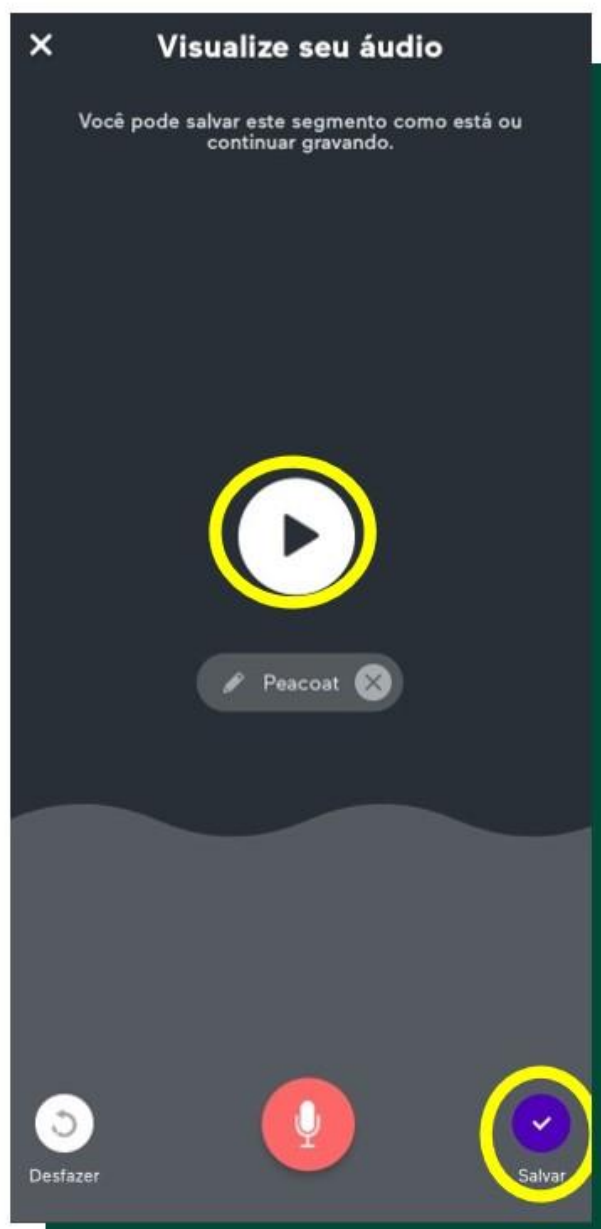 Visualize seu áudio
Você pode salvar este segmento como está ou
continuar gravando.
Peacoat
Desfazer
Salvar